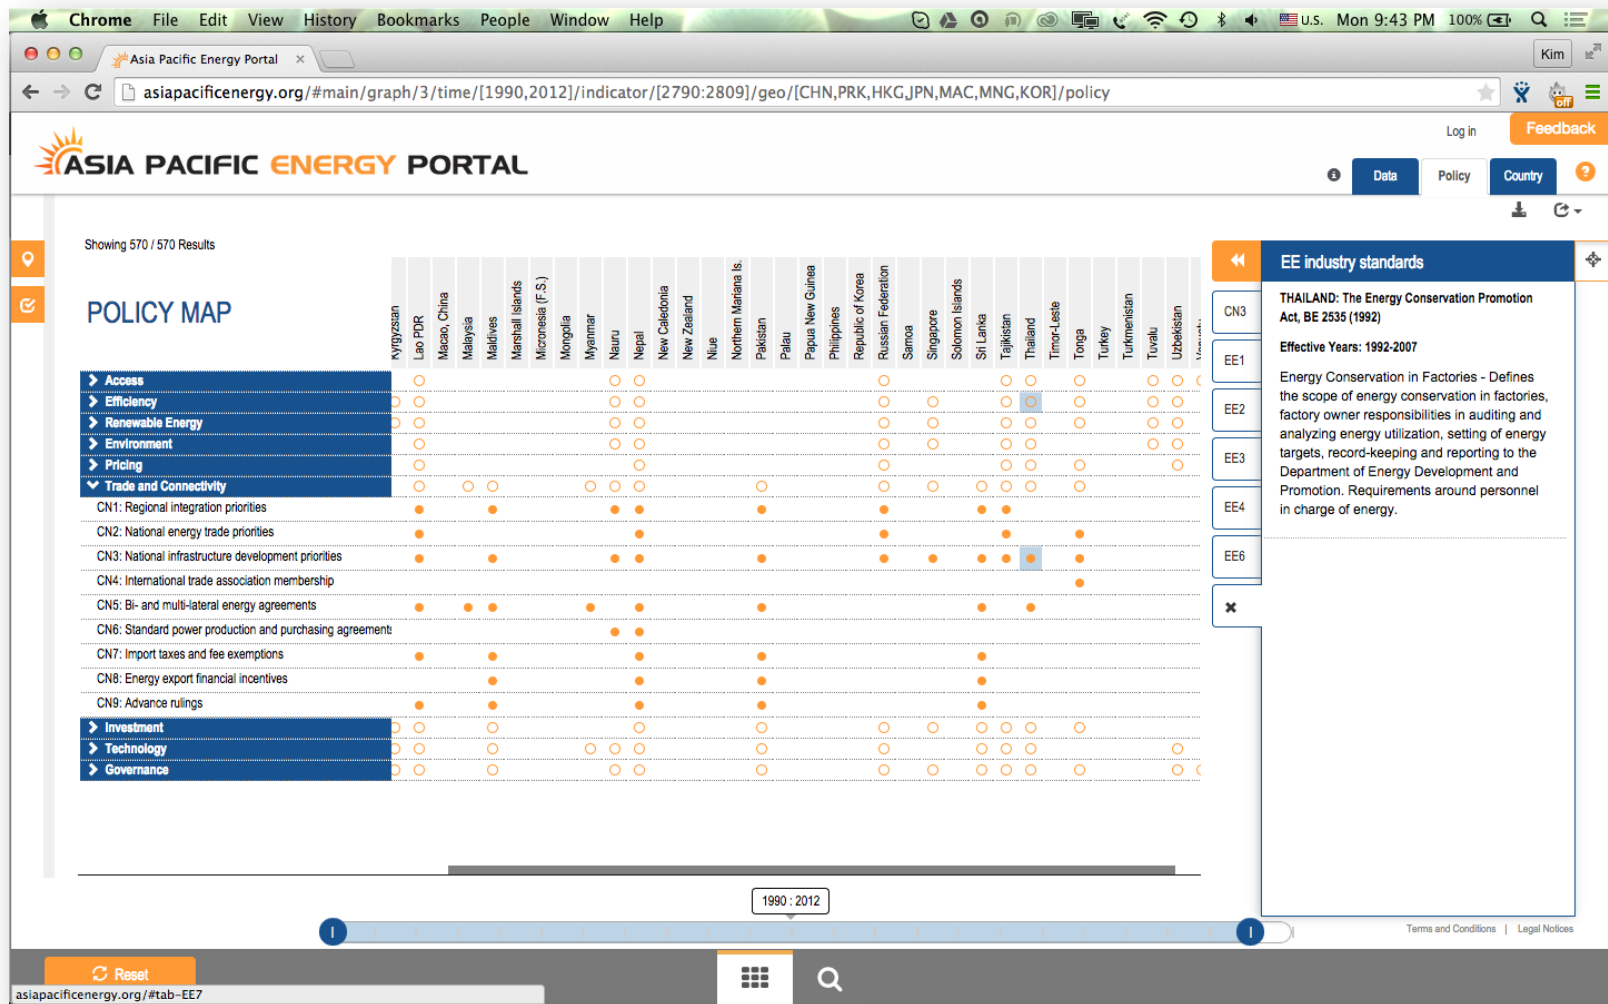 Chrome File Edit View History Bookmarks People Window Help U.S. Mon 9:43 PM 100%
Asia Pacific Energy Portal
Kim
asiapacificenergy.org/#main/graph/3/time/[1990,2012]/indicator/[2790:2809]/geo/[CHN,PRK,HKG,JPN,MAC,MNG,KOR]/policy
off
Log in
Feedback
ASIA PACIFIC ENERGY PORTAL
Data
Policy
Country
?
Showing 570 / 570 Results
POLICY MAP
Kyrgyzstan
Lao PDR
Macao, China
Malaysia
Maldives
Marshall Islands
Micronesia (F.S.)
Mongolia
Myanmar
Nauru
Nepal
New Caledonia
New Zealand
Niue
Northern Mariana Is.
Pakistan
Palau
Papua New Guinea
Philippines
Republic of Korea
Russian Federation
Samoa
Singapore
Solomon Islands
Sri Lanka
Tajikistan
Thailand
Timor-Leste
Tonga
Turkey
Turkmenistan
Tuvalu
Uzbekistan
Access
Efficiency
Renewable Energy
Environment
Pricing
Trade and Connectivity
CN1: Regional integration priorities
CN2: National energy trade priorities
CN3: National infrastructure development priorities
CN4: International trade association membership
CN5: Bi- and multi-lateral energy agreements
CN6: Standard power production and purchasing agreements
CN7: Import taxes and fee exemptions
CN8: Energy export financial incentives
CN9: Advance rulings
Investment
Technology
Governance
CN3
EE1
EE2
EE3
EE4
EE6
EE industry standards
THAILAND: The Energy Conservation Promotion
Act, BE 2535 (1992)
Effective Years: 1992-2007
Energy Conservation in Factories - Defines
the scope of energy conservation in factories,
factory owner responsibilities in auditing and
analyzing energy utilization, setting of energy
targets, record-keeping and reporting to the
Department of Energy Development and
Promotion. Requirements around personnel
in charge of energy.
1990 : 2012
Terms and Conditions | Legal Notices
Reset
asiapacificenergy.org/#tab-EE7